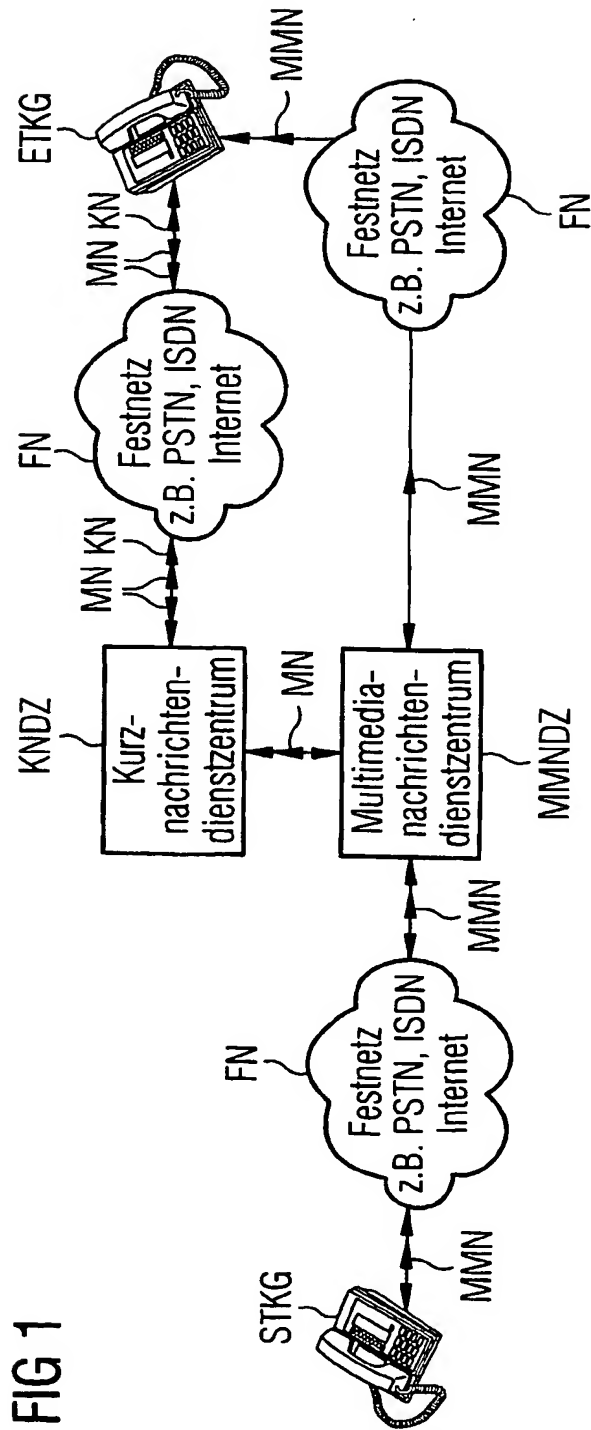 FIG 1
STKG
MMN
FN
Festnetz
z.B. PSTN, ISDN
Internet
MMN
KNDZ
Kurz-
nachrichten-
dienstzentrum
MN
Multimedia-
nachrichten-
dienstzentrum
MMNDZ
MN KN
FN
Festnetz
z.B. PSTN, ISDN
Internet
MN KN
ETKG
MMN
Festnetz
z.B. PSTN, ISDN
Internet
FN
MMN